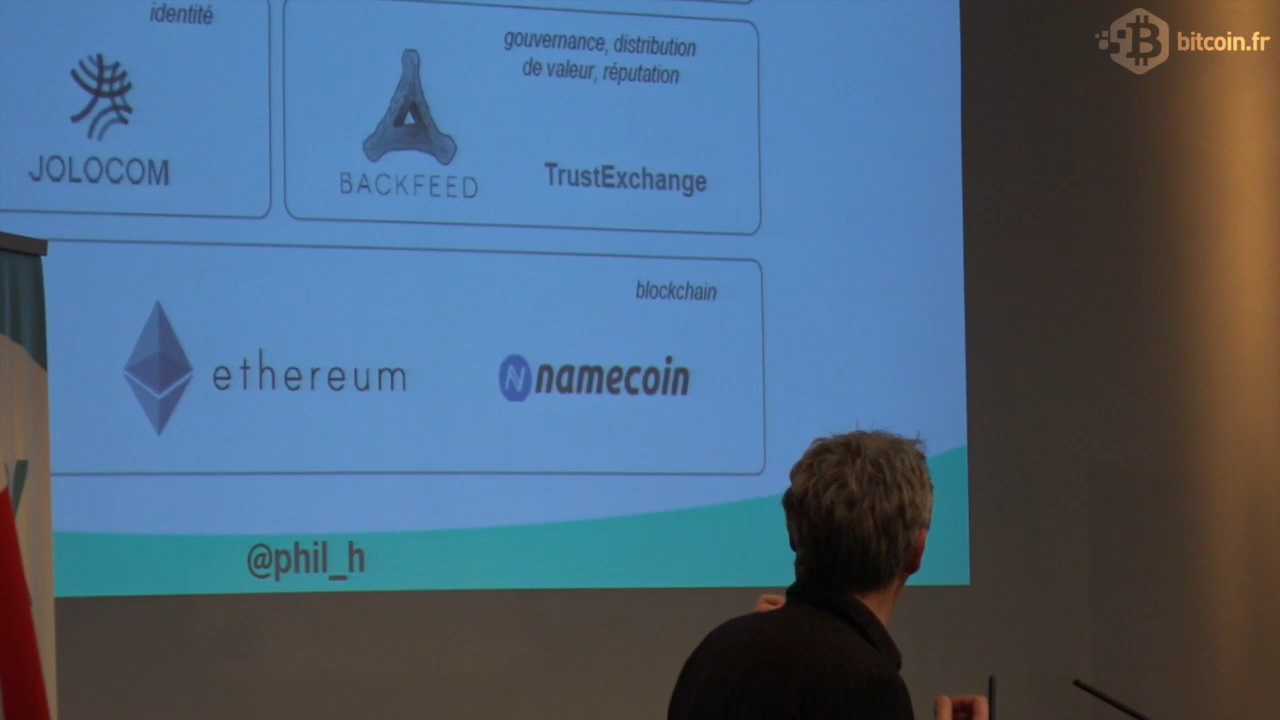 identité
JOLOCOM
gouvernance, distribution
de valeur, réputation
BACKFEED
TrustExchange
blockchain
ethereum
namecoin
@phil_h
bitcoin.fr